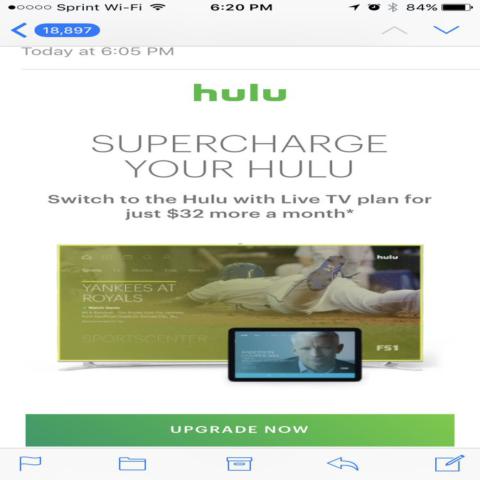 Sprint Wi-Fi 6:20 PM 84%
18,897
Today at 6:05 PM
hulu
SUPERCHARGE
YOUR HULU
Switch to the Hulu with Live TV plan for
just $32 more a month*
hulu
Sports
YANKEES AT
ROYALS
SPORTSCENTER
FS1
UPGRADE NOW